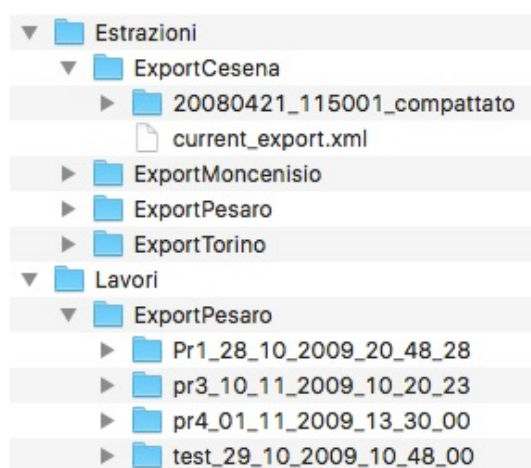 Estrazioni
ExportCesena
20080421_115001_compattato
current_export.xml
ExportMoncenisio
ExportPesaro
ExportTorino
Lavori
ExportPesaro
Pr1_28_10_2009_20_48_28
pr3_10_11_2009_10_20_23
pr4_01_11_2009_13_30_00
test_29_10_2009_10_48_00